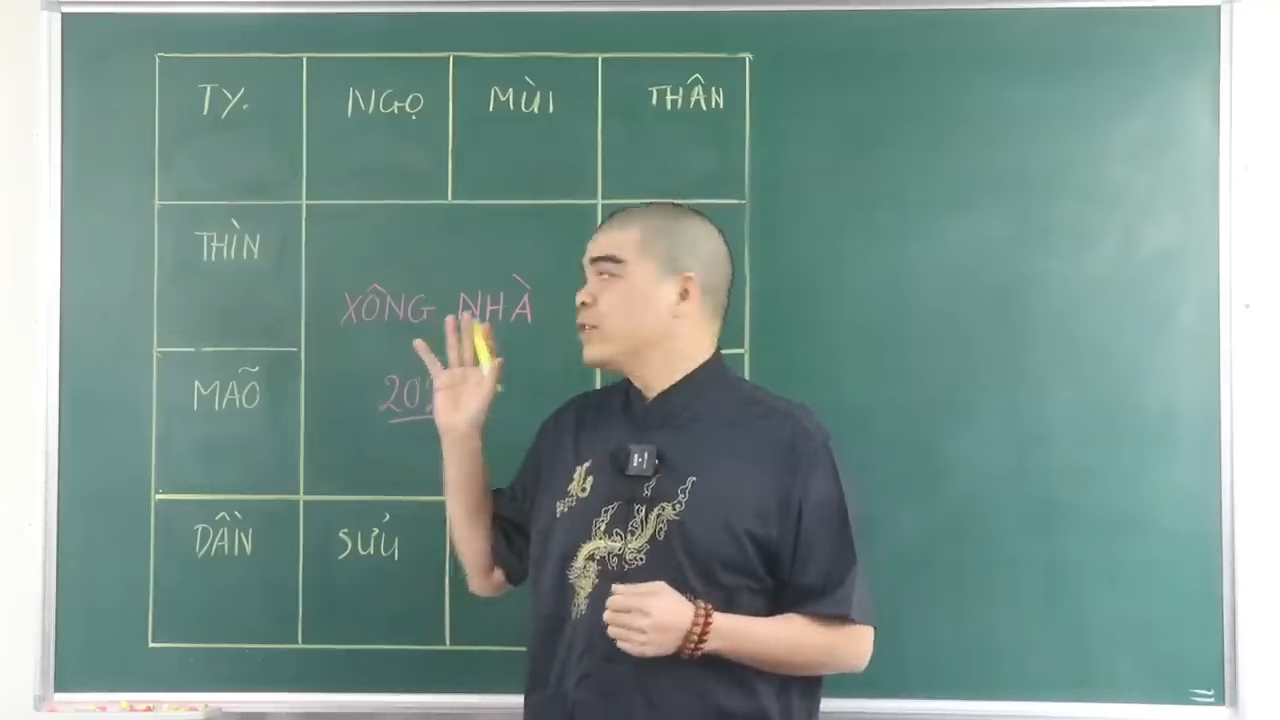 TỴ. NGỌ MÙI THÂN
THÌN
XÔNG NHÀ
MÃO
DẦN SỬU